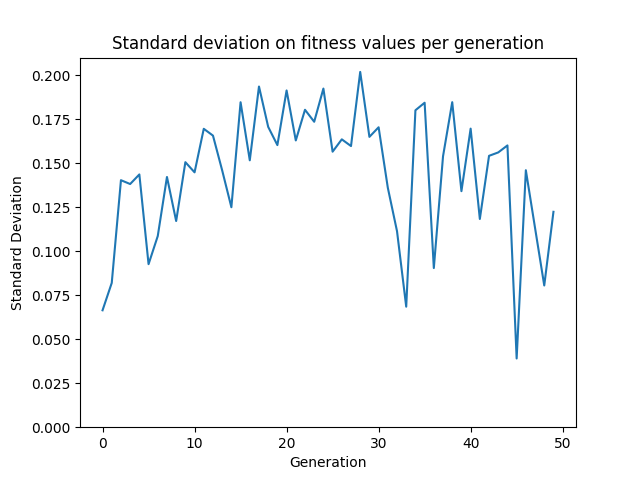 Standard deviation on fitness values per generation
0.200
0.175
0.150
0.125
0.100
0.075
0.050
0.025
0.000
Standard Deviation
0 10 20 30 40 50
Generation